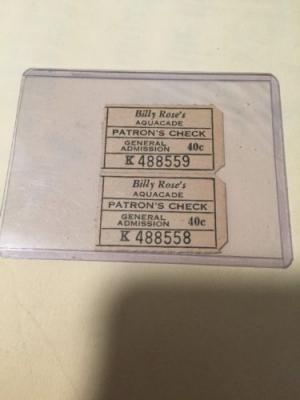 Billy Rose's
AQUACADE
PATRON'S CHECK
GENERAL
ADMISSION 40c
K 488559
Billy Rose's
AQUACADE
PATRON'S CHECK
GENERAL
ADMISSION 40c
K 488558